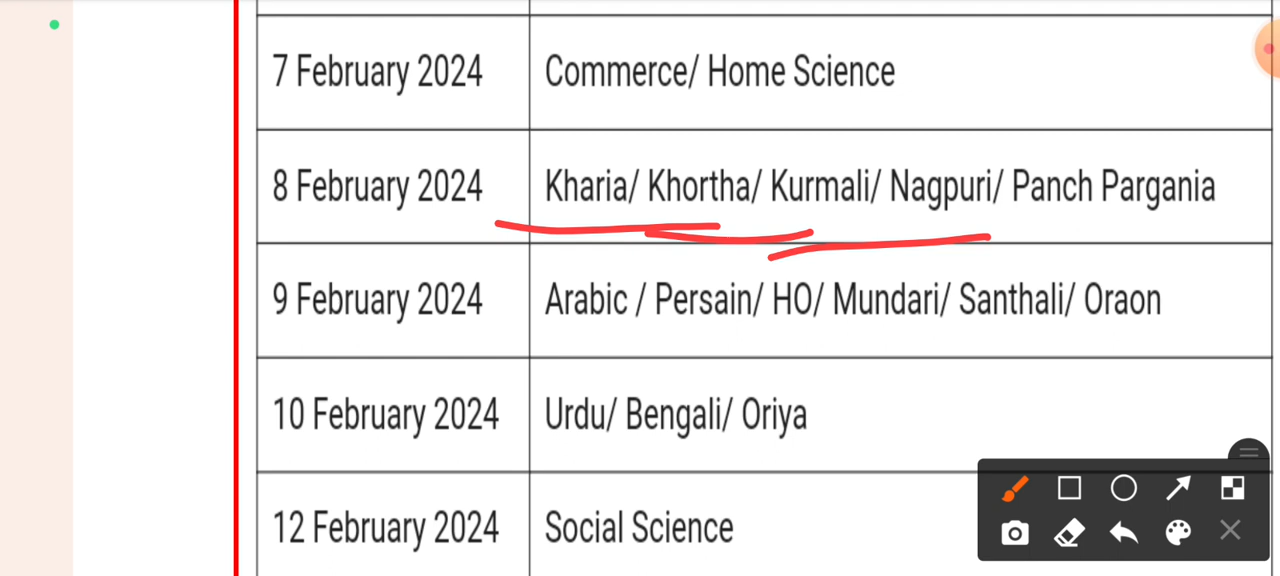 7 February 2024 Commerce/ Home Science
8 February 2024 Kharia/ Khortha/ Kurmali/ Nagpuri/ Panch Pargania
9 February 2024 Arabic / Persain/ HO/ Mundari/ Santhali/ Oraon
10 February 2024 Urdu/ Bengali/ Oriya
12 February 2024 Social Science